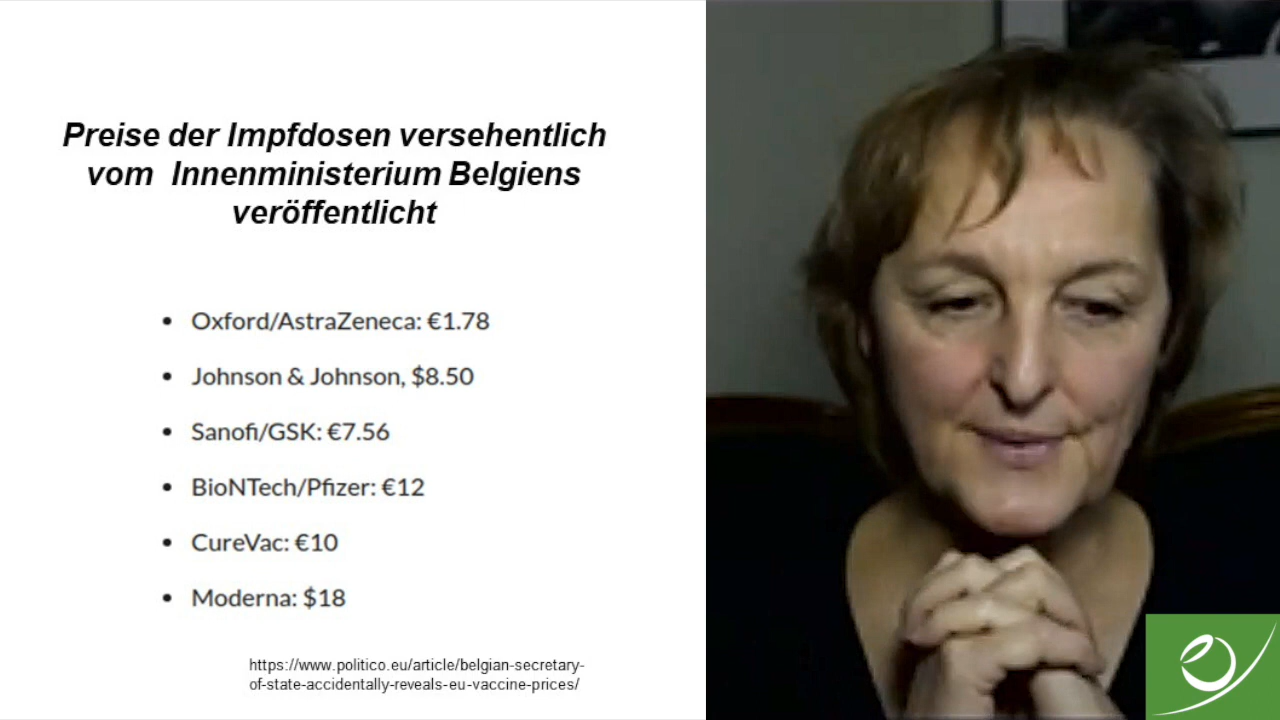 Preise der Impfdosen versehentlich
vom Innenministerium Belgiens
veröffentlicht
• Oxford/AstraZeneca: €1.78
• Johnson & Johnson, $8.50
• Sanofi/GSK: €7.56
• BioNTech/Pfizer: €12
• CureVac: €10
• Moderna: $18
https://www.politico.eu/article/belgian-secretary-
of-state-accidentally-reveals-eu-vaccine-prices/